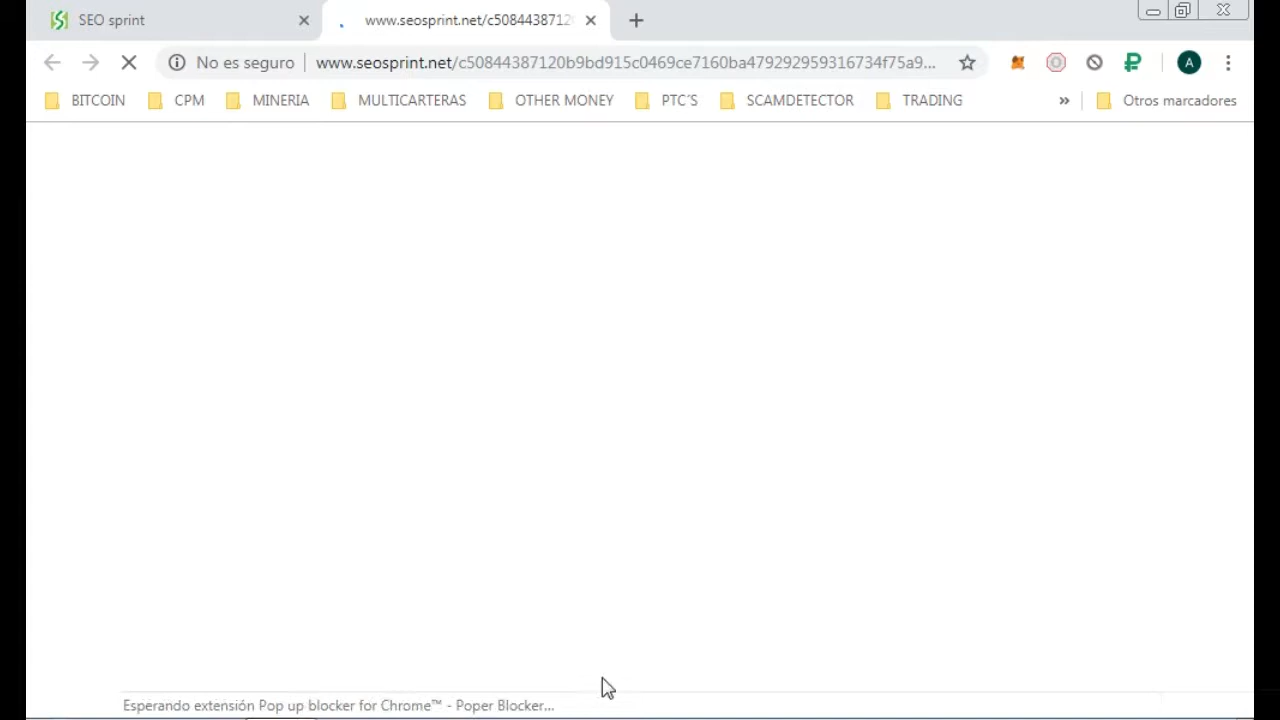 SEO sprint
www.seosprint.net/c5084438712
No es seguro
www.seosprint.net/c50844387120b9bd915c0469ce7160ba479292959316734f75a9...
A
BITCOIN CPM MINERIA MULTICARTERAS OTHER MONEY PTC´S SCAMDETECTOR TRADING » Otros marcadores
Esperando extensión Pop up blocker for Chrome™ - Poper Blocker...